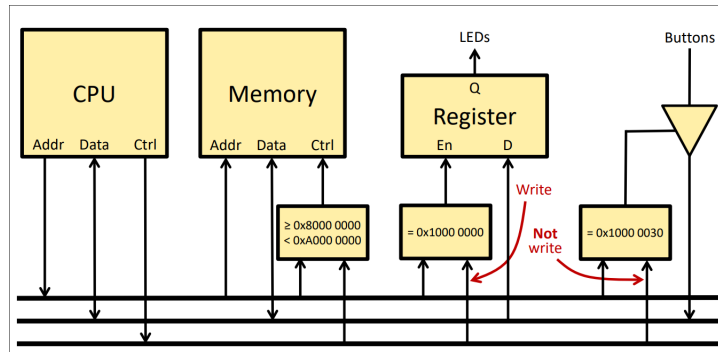 LEDs
Buttons
CPU
Addr Data Ctrl
Memory
Addr Data Ctrl
Q
Register
En D
≥ 0x8000 0000
< 0xA000 0000
= 0x1000 0000
Write
Not
write
= 0x1000 0030